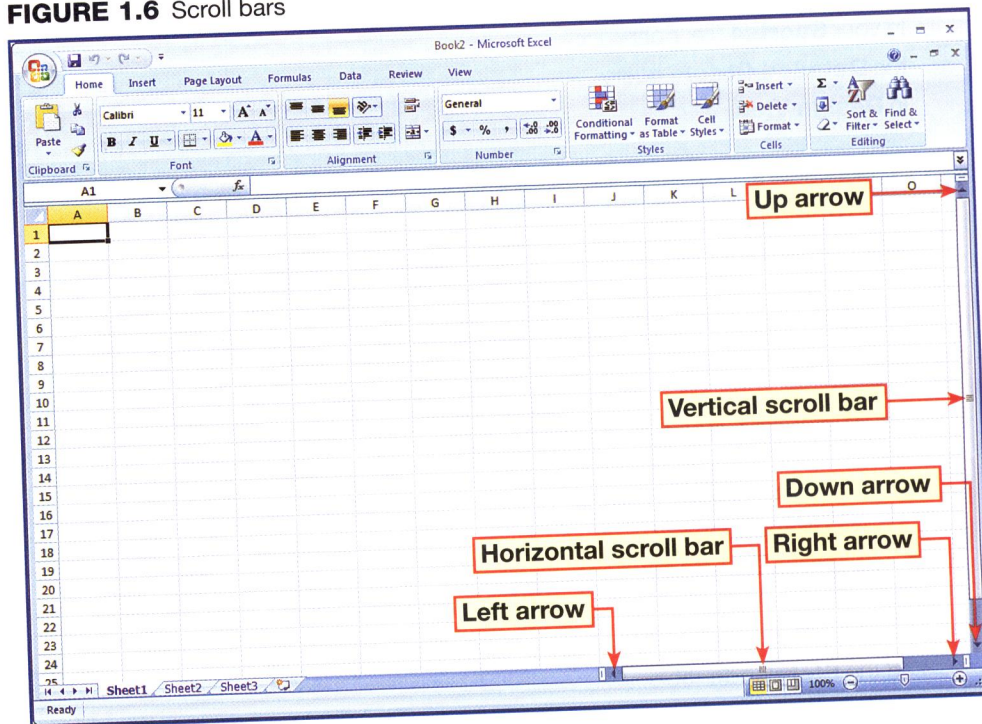 FIGURE 1.6 Scroll bars
Book2 - Microsoft Excel
Home Insert Page Layout Formulas Data Review View
Calibri 11 A A General Insert Σ
Paste B I U A $ % , .0 .00 .00 .0 Conditional Formatting Format as Table Cell Styles Delete Format Sort & Filter Find & Select
Clipboard Font Alignment Number Styles Cells Editing
A1 fx
A B C D E F G H I J K L O
Up arrow
1
2
3
4
5
6
7
8
9
10
Vertical scroll bar
11
12
13
14
Down arrow
15
16
17
Right arrow
18
Horizontal scroll bar
19
20
21
Left arrow
22
23
24
25
Sheet1 Sheet2 Sheet3
Ready 100%